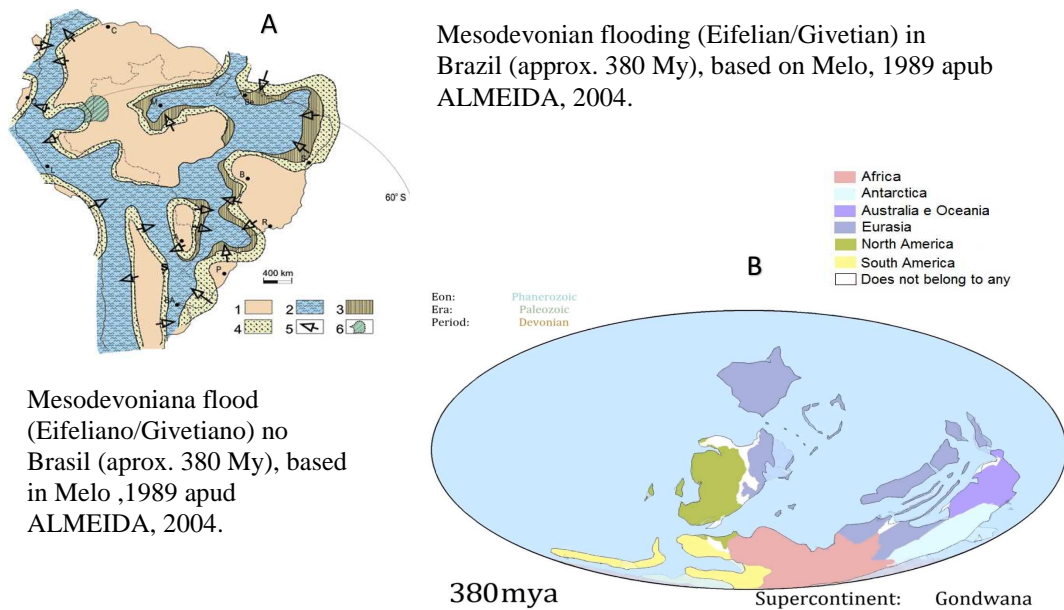 A
Mesodevonian flooding (Eifelian/Givetian) in
Brazil (approx. 380 My), based on Melo, 1989 apub
ALMEIDA, 2004.
C
B
R
P
60° S
400 km
1
2
3
4
5
6
Africa
Antarctica
Australia e Oceania
Eurasia
North America
South America
Does not belong to any
B
Eon: Phanerozoic
Era: Paleozoic
Period: Devonian
Mesodevoniana flood
(Eifeliano/Givetiano) no
Brasil (aprox. 380 My), based
in Melo ,1989 apud
ALMEIDA, 2004.
380mya
Supercontinent: Gondwana